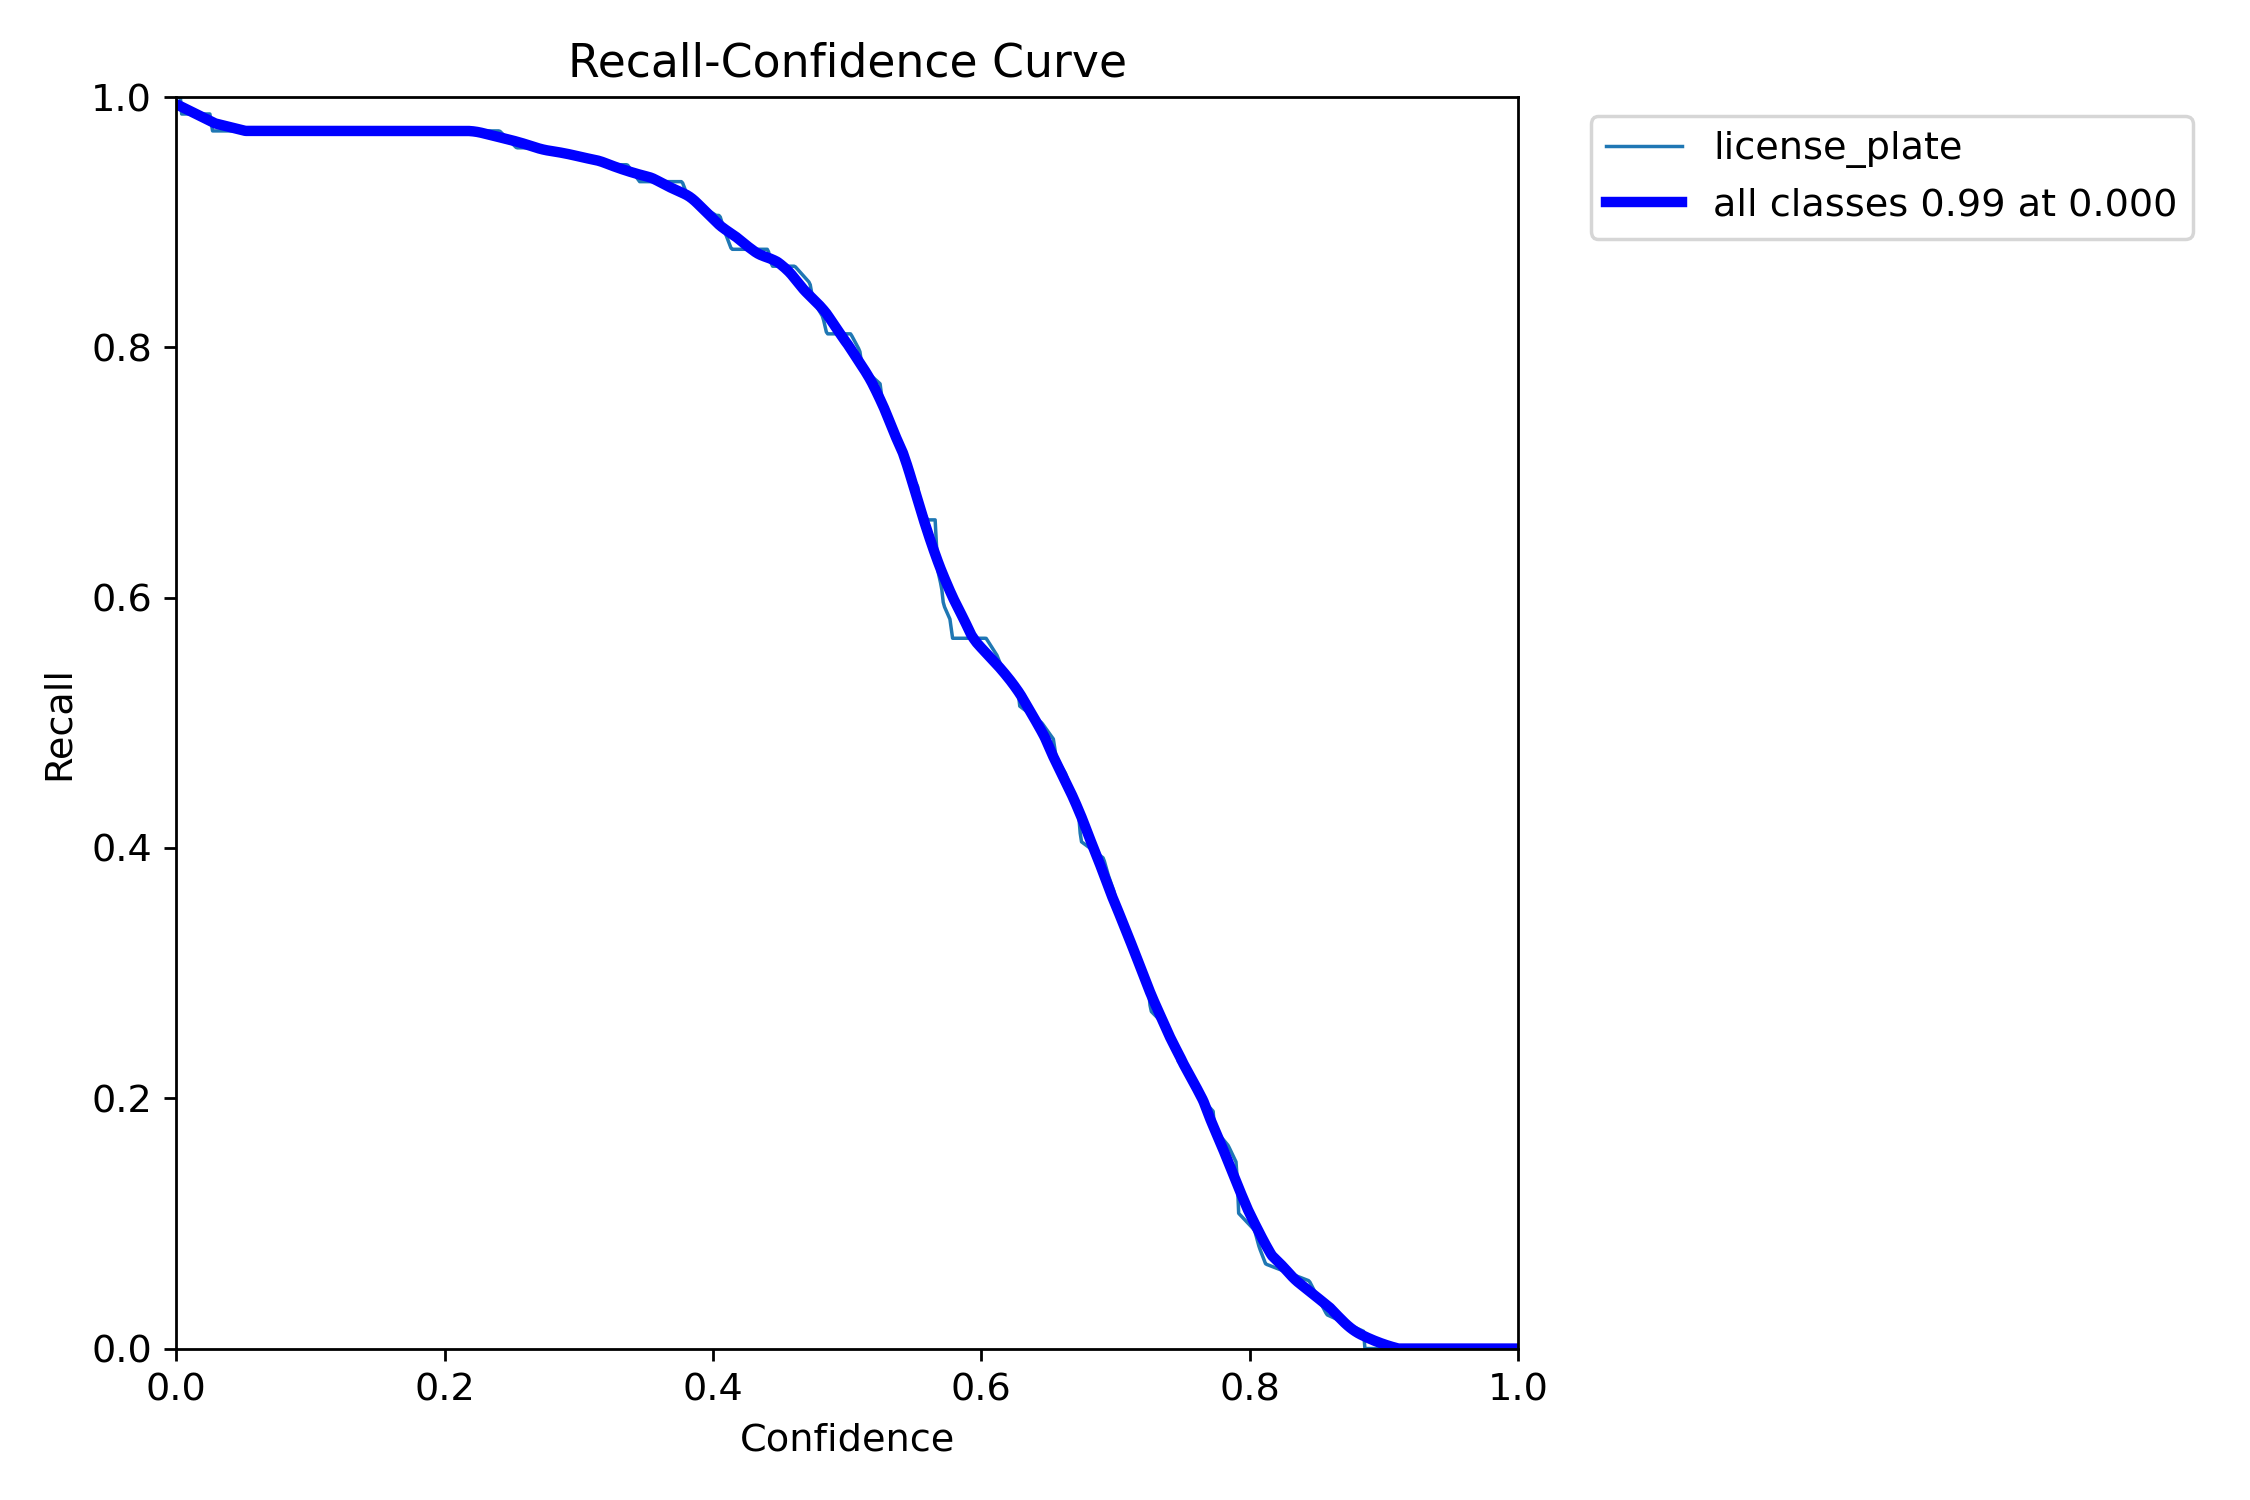 Recall-Confidence Curve
license_plate
all classes 0.99 at 0.000
1.0
0.8
0.6
0.4
0.2
0.0
Recall
0.0 0.2 0.4 0.6 0.8 1.0
Confidence